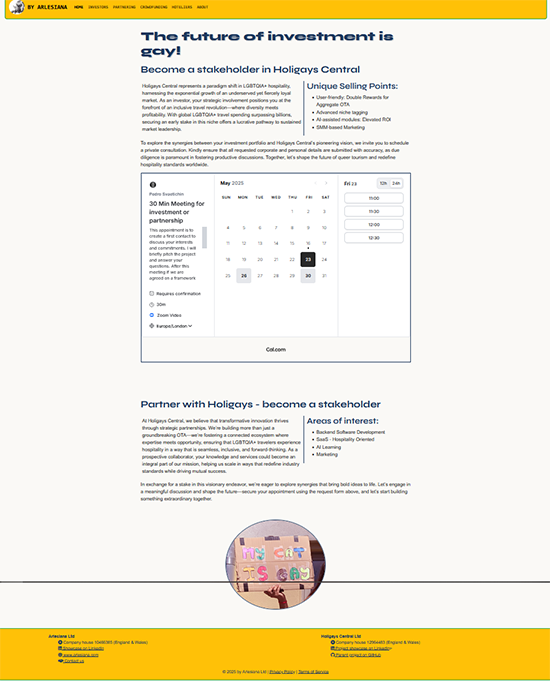 BY ARLESIANA HOME INVESTORS PARTNERING CROWDFUNDING HOTELIERS ABOUT
The future of investment is
gay!
Become a stakeholder in Holigays Central
Holigays Central represents a paradigm shift in LGBTQIA+ hospitality,
harnessing the exponential growth of an underserved yet fiercely loyal
market. As an investor, your strategic involvement positions you at the
forefront of an inclusive travel revolution—where diversity meets
profitability. With global LGBTQIA+ travel spending surpassing billions,
securing an early stake in this niche offers a lucrative pathway to sustained
market leadership.
Unique Selling Points:
User-friendly: Double Rewards for
Aggregate OTA
Advanced niche tagging
AI-assisted modules: Elevated ROI
SMM-based Marketing
To explore the synergies between your investment portfolio and Holigays Central's pioneering vision, we invite you to schedule
a private consultation. Kindly ensure that all requested corporate and personal details are submitted with accuracy, as due
diligence is paramount in fostering productive discussions. Together, let's shape the future of queer tourism and redefine
hospitality standards worldwide.
30 Min Meeting for
investment or
partnership
This appointment is to
create a first contact to
discuss your interests
and commitments. I will
briefly pitch the project
and answer your
questions. After this
meeting if we are
agreed on a framework
Requires confirmation
30m
Zoom Video
Europe/London
May 2025
SUN MON TUE WED THU FRI SAT
1 2 3
4 5 6 7 8 9 10
11 12 13 14 15 16 17
18 19 20 21 22 23 24
25 26 27 28 29 30 31
Fri 23 12h 24h
11:00
11:30
12:00
12:30
Cal.com
Partner with Holigays - become a stakeholder
At Holigays Central, we believe that transformative innovation thrives
through strategic partnerships. We're building more than just a
groundbreaking OTA—we're fostering a connected ecosystem where
expertise meets opportunity, ensuring that LGBTQIA+ travelers experience
hospitality in a way that is seamless, inclusive, and forward-thinking. As a
prospective collaborator, your knowledge and services could become an
integral part of our mission, helping us scale in ways that redefine industry
standards while driving mutual success.
Areas of interest:
Backend Software Development
SaaS - Hospitality Oriented
AI Learning
Marketing
In exchange for a stake in this visionary endeavor, we're eager to explore synergies that bring bold ideas to life. Let's engage in
a meaningful discussion and shape the future—secure your appointment using the request form above, and let's start building
something extraordinary together.
MY CAT
IS GAY
Arlesiana Ltd
Company house (England & Wales)
Showcase on LinkedIn
www.arlesiana.com
Contact us
Holigays Central Ltd
Company house (England & Wales)
Project showcase on LinkedIn
Parent project on GitHub
© 2025 by Arlesiana Ltd | Privacy Policy | Terms of Service